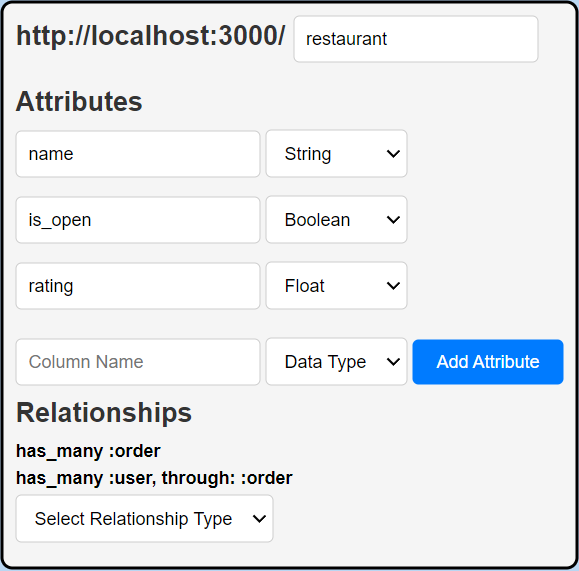 http://localhost:3000/ restaurant
Attributes
name String
is_open Boolean
rating Float
Column Name Data Type Add Attribute
Relationships
has_many :order
has_many :user, through: :order
Select Relationship Type